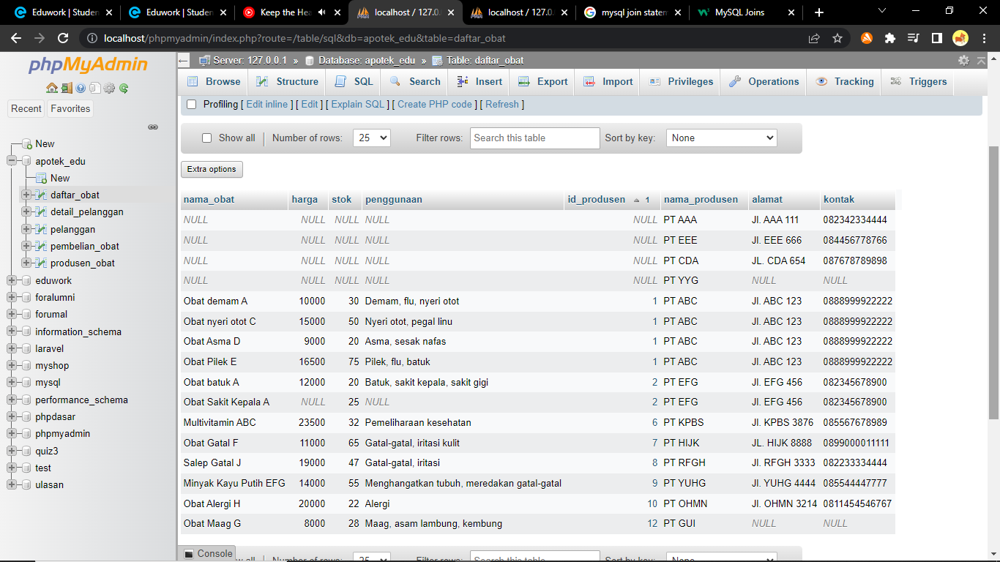 Eduwork | Studen
Eduwork | Studen
Keep the Hea
localhost / 127.0.
localhost / 127.0.
mysql join statem
MySQL Joins
localhost/phpmyadmin/index.php?route=/table/sql&db=apotek_edu&table=daftar_obat
phpMyAdmin
Recent Favorites
New
apotek_edu
New
daftar_obat
detail_pelanggan
pelanggan
pembelian_obat
produsen_obat
eduwork
foralumni
forumal
information_schema
laravel
myshop
mysql
performance_schema
phpdasar
phpmyadmin
quiz3
test
ulasan
Server: 127.0.0.1 » Database: apotek_edu » Table: daftar_obat
Browse Structure SQL Search Insert Export Import Privileges Operations Tracking Triggers
Profiling [ Edit inline ] [ Edit ] [ Explain SQL ] [ Create PHP code ] [ Refresh ]
Show all Number of rows: 25 Filter rows: Search this table Sort by key: None
Extra options
nama_obat harga stok penggunaan id_produsen 1 nama_produsen alamat kontak
NULL NULL NULL NULL NULL PT AAA Jl. AAA 111 082342334444
NULL NULL NULL NULL NULL PT EEE Jl. EEE 666 084456778766
NULL NULL NULL NULL NULL PT CDA JL. CDA 654 087678789898
NULL NULL NULL NULL NULL PT YYG NULL NULL
Obat demam A 10000 30 Demam, flu, nyeri otot 1 PT ABC Jl. ABC 123 0888999922222
Obat nyeri otot C 15000 50 Nyeri otot, pegal linu 1 PT ABC Jl. ABC 123 0888999922222
Obat Asma D 9000 20 Asma, sesak nafas 1 PT ABC Jl. ABC 123 0888999922222
Obat Pilek E 16500 75 Pilek, flu, batuk 1 PT ABC Jl. ABC 123 0888999922222
Obat batuk A 12000 20 Batuk, sakit kepala, sakit gigi 2 PT EFG Jl. EFG 456 082345678900
Obat Sakit Kepala A NULL 25 NULL 2 PT EFG Jl. EFG 456 082345678900
Multivitamin ABC 23500 32 Pemeliharaan kesehatan 6 PT KPBS Jl. KPBS 3876 085567678989
Obat Gatal F 11000 65 Gatal-gatal, iritasi kulit 7 PT HIJK JL. HIJK 8888 0899000011111
Salep Gatal J 19000 47 Gatal-gatal, iritasi 8 PT RFGH Jl. RFGH 3333 082233334444
Minyak Kayu Putih EFG 14000 55 Menghangatkan tubuh, meredakan gatal-gatal 9 PT YUHG Jl. YUHG 4444 085544447777
Obat Alergi H 20000 22 Alergi 10 PT OHMN Jl. OHMN 3214 0811454546767
Obat Maag G 8000 28 Maag, asam lambung, kembung 12 PT GUI NULL NULL
Console
w all Number of rows: 25 Filter rows: Search this table Sort by key: None